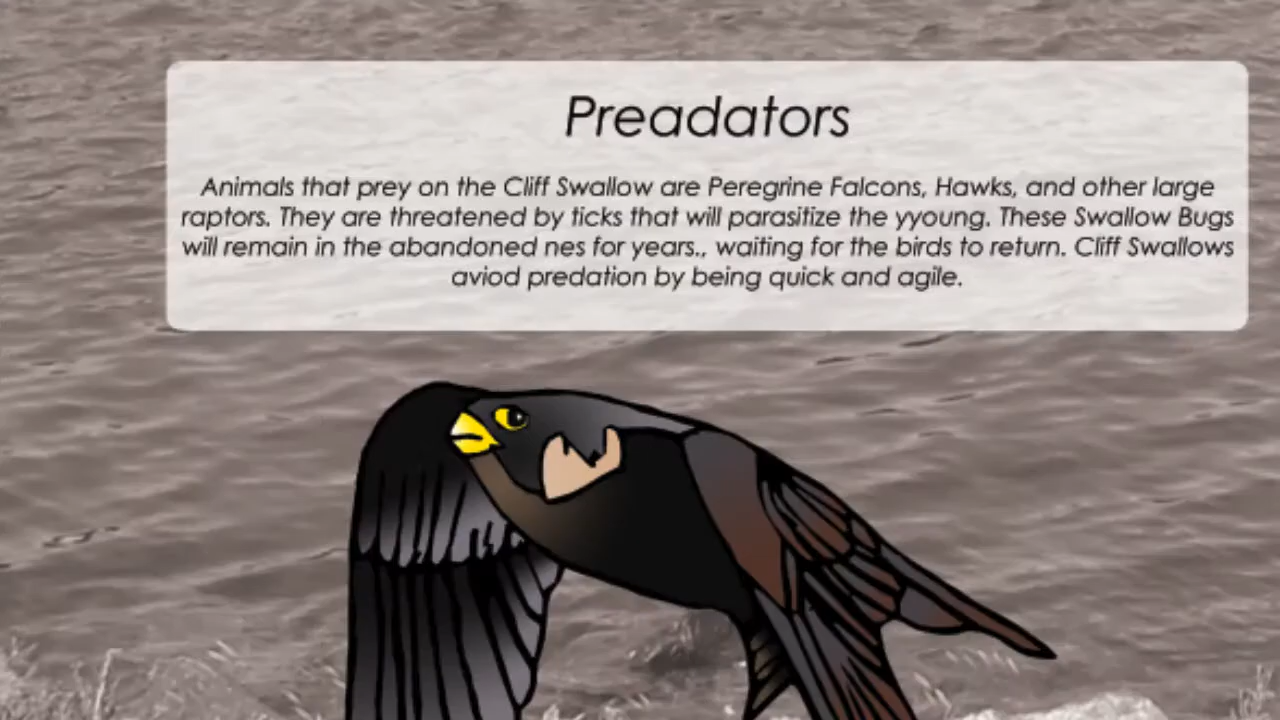 Preadators
Animals that prey on the Cliff Swallow are Peregrine Falcons, Hawks, and other large
raptors. They are threatened by ticks that will parasitize the yyoung. These Swallow Bugs
will remain in the abandoned nes for years., waiting for the birds to return. Cliff Swallows
aviod predation by being quick and agile.